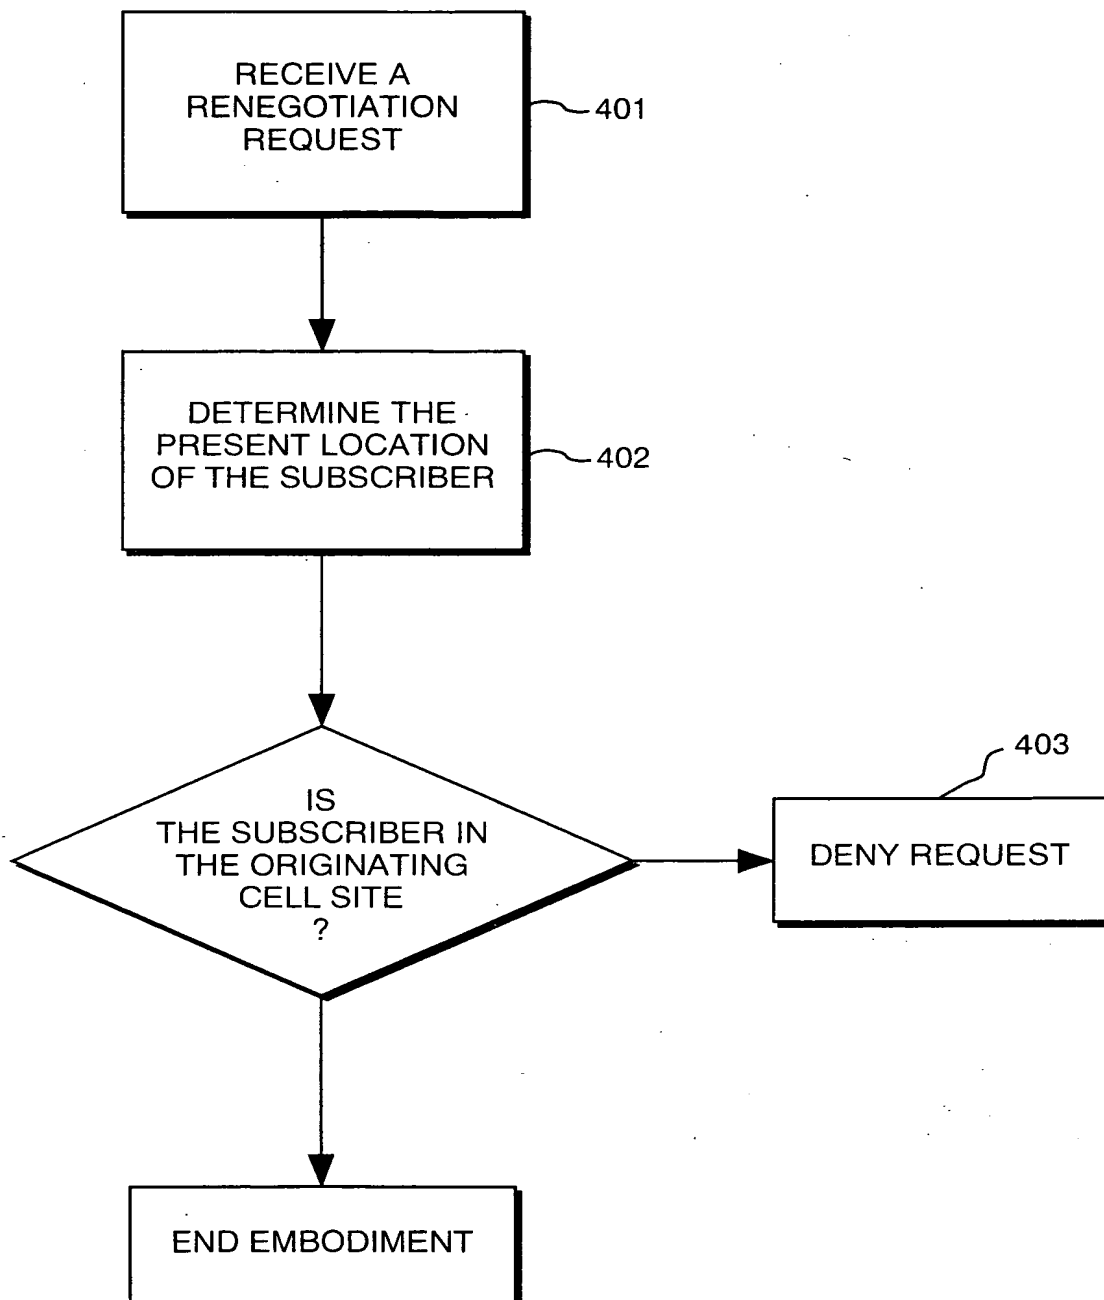 RECEIVE A
RENEGOTIATION
REQUEST
401
DETERMINE THE
PRESENT LOCATION
OF THE SUBSCRIBER
402
IS
THE SUBSCRIBER IN
THE ORIGINATING
CELL SITE
?
403
DENY REQUEST
END EMBODIMENT